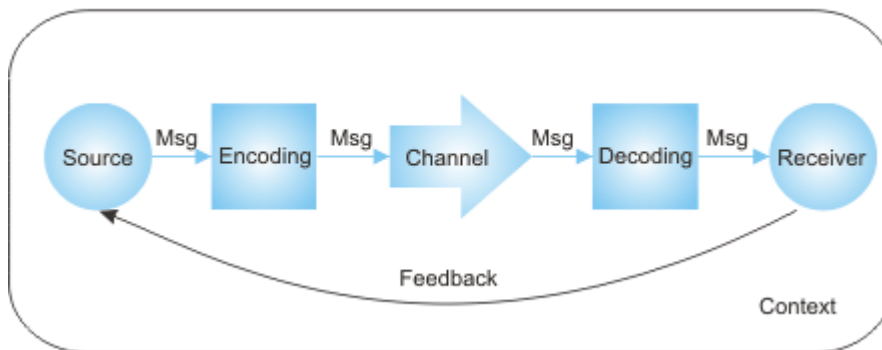 Msg Msg Msg Msg
Source Encoding Channel Decoding Receiver
Feedback
Context